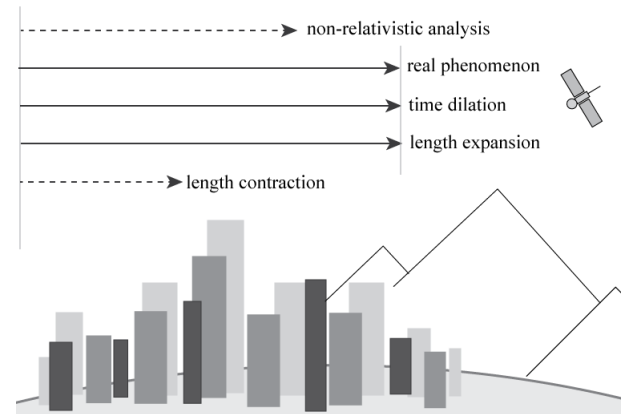 non-relativistic analysis
real phenomenon
time dilation
length expansion
length contraction